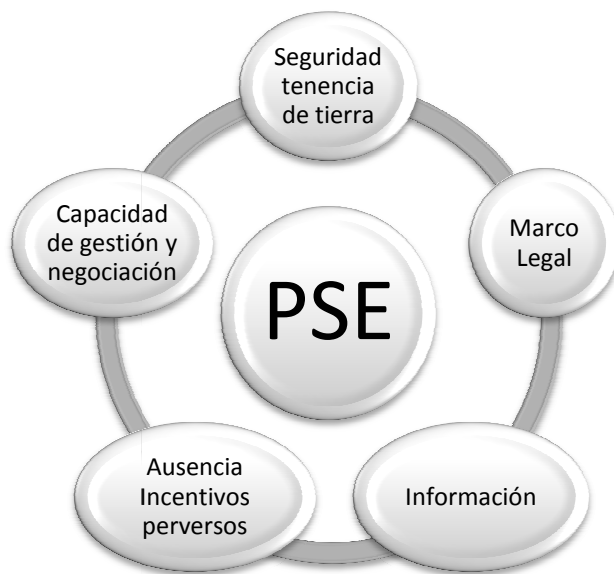 Seguridad
tenencia
de tierra
Marco
Legal
Información
Ausencia
Incentivos
perversos
Capacidad
de gestión y
negociación
PSE